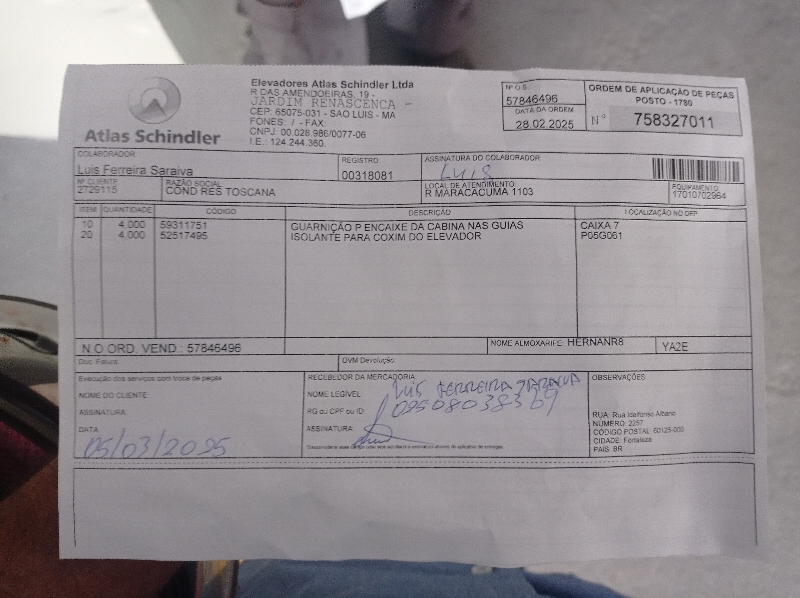 Atlas Schindler
Elevadores Atlas Schindler Ltda
R DAS AMENDOEIRAS, 19 -
JARDIM RENASCENCA -
CEP: 65075-031 - SAO LUIS - MA
FONES: / - FAX:
CNPJ: 00.028.986/0077-06
I.E.: 124.244.360.
Nº O.S.
57846496
DATA DA ORDEM
28.02.2025
ORDEM DE APLICAÇÃO DE PEÇAS
POSTO - 1780
Nº 758327011
COLABORADOR
Luis Ferreira Saraiva
REGISTRO
00318081
ASSINATURA DO COLABORADOR
LUIS
Nº CLIENTE
2729115
RAZÃO SOCIAL
COND RES TOSCANA
LOCAL DE ATENDIMENTO
R MARACACUMA 1103
EQUIPAMENTO
17010702964
ITEM QUANTIDADE CÓDIGO DESCRIÇÃO LOCALIZAÇÃO NO DFP
10 4,000 59311751 GUARNIÇÃO P ENCAIXE DA CABINA NAS GUIAS CAIXA 7
20 4,000 52517495 ISOLANTE PARA COXIM DO ELEVADOR P05G061
N.O ORD. VEND.: 57846496
NOME ALMOXARIFE: HERNANR8
YA2E
Doc. Fatura:
OVM Devolução:
Execução dos serviços com troca de peças
NOME DO CLIENTE:
ASSINATURA:
DATA
05/03/2025
RECEBEDOR DA MERCADORIA:
NOME LEGÍVEL
LUIS FERREIRA SARAIVA
RG ou CPF ou ID:
09508038369
ASSINATURA:
OBSERVAÇÕES
RUA: Rua Idalfonso Albano
NÚMERO: 2257
CÓDIGO POSTAL: 60125-000
CIDADE: Fortaleza
PAIS: BR